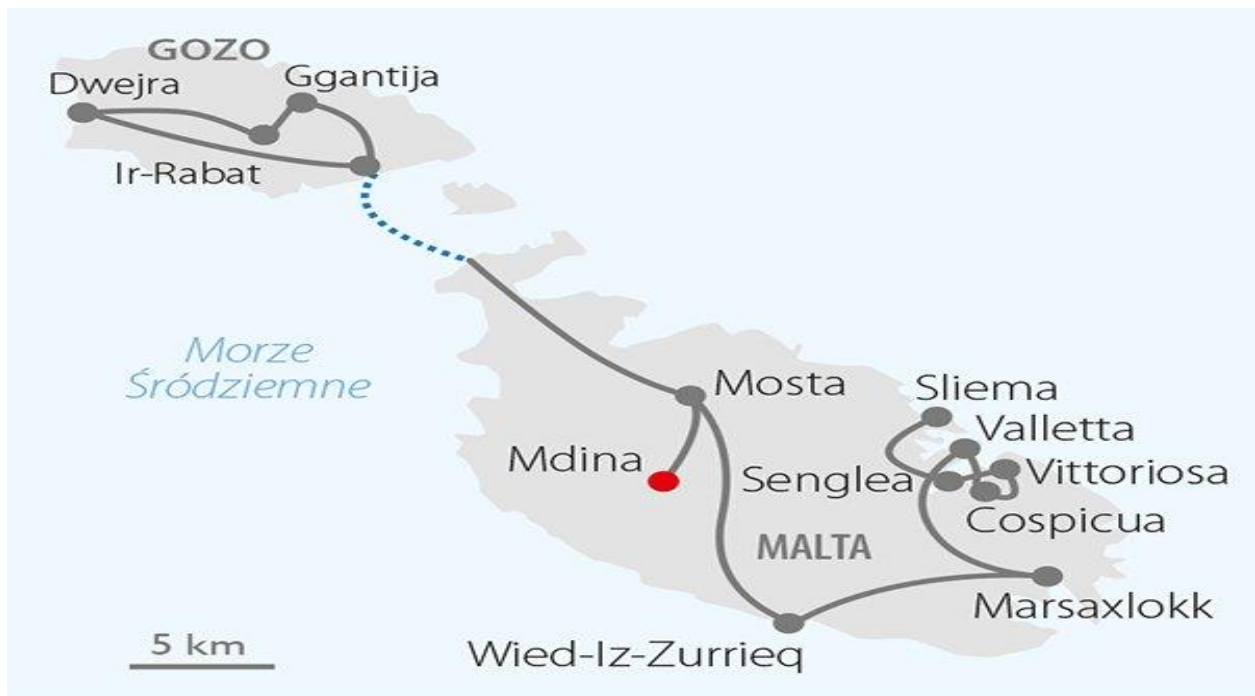 GOZO
Dwejra
Ggantija
Ir-Rabat
Morze
Śródziemne
Mosta
Sliema
Valletta
Mdina
Senglea
Vittoriosa
Cospicua
MALTA
Marsaxlokk
5 km
Wied-Iz-Zurrieq